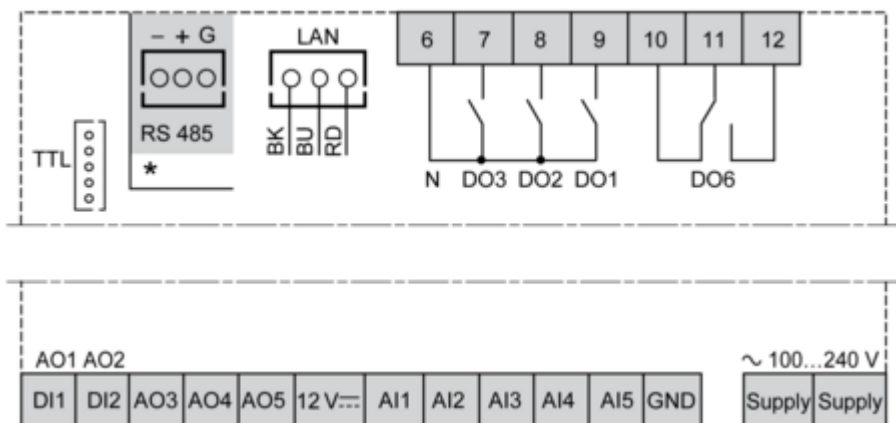 − + G
LAN
6 7 8 9 10 11 12
RS 485
BK BU RD
TTL
*
N DO3 DO2 DO1 DO6
AO1 AO2
~ 100...240 V
DI1 DI2 AO3 AO4 AO5 12 V⎓ AI1 AI2 AI3 AI4 AI5 GND Supply Supply